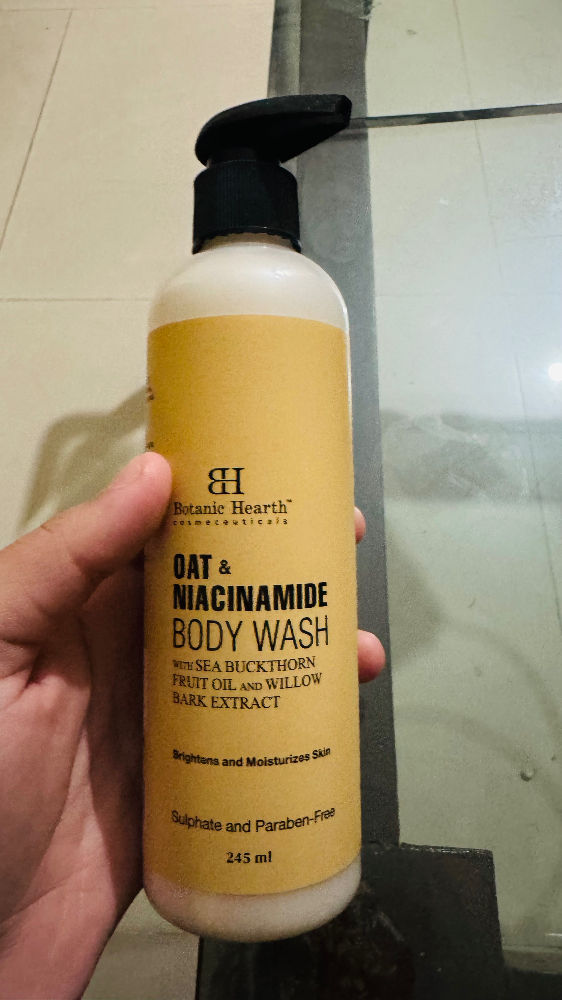 BH
Botanic Hearth™
cosmeceuticals
OAT &
NIACINAMIDE
BODY WASH
WITH SEA BUCKTHORN
FRUIT OIL AND WILLOW
BARK EXTRACT
Brightens and Moisturizes Skin
Sulphate and Paraben-Free
245 ml